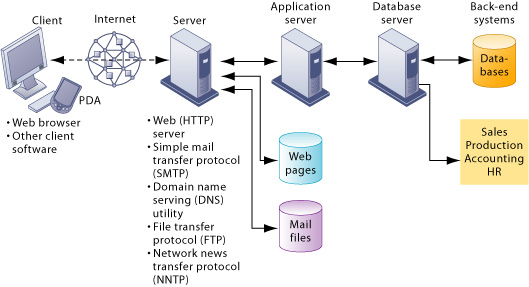 Client
Internet
Server
Application
server
Database
server
Back-end
systems
PDA
• Web browser
• Other client
software
• Web (HTTP)
server
• Simple mail
transfer protocol
(SMTP)
• Domain name
serving (DNS)
utility
• File transfer
protocol (FTP)
• Network news
transfer protocol
(NNTP)
Web
pages
Mail
files
Data-
bases
Sales
Production
Accounting
HR